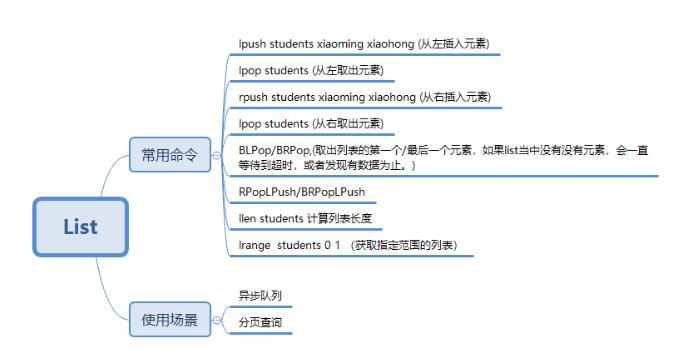 List
常用命令
lpush students xiaoming xiaohong (从左插入元素)
lpop students (从左取出元素)
rpush students xiaoming xiaohong (从右插入元素)
lpop students (从右取出元素)
BLPop/BRPop,(取出列表的第一个/最后一个元素，如果list当中没有没有元素，会一直
等待到超时，或者发现有数据为止。)
RPopLPush/BRPopLPush
llen students 计算列表长度
lrange students 0 1 （获取指定范围的列表）
使用场景
异步队列
分页查询